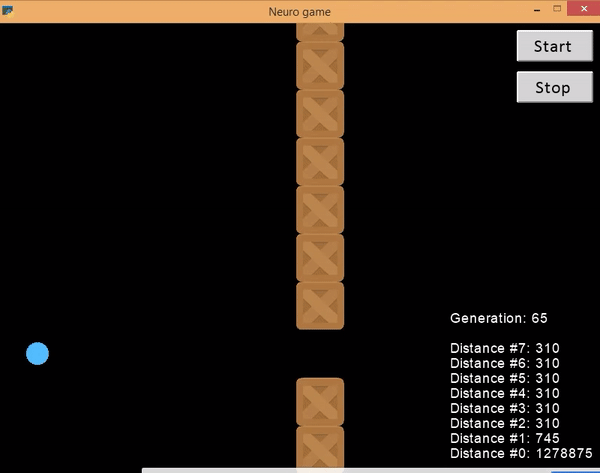 Neuro game
Start
Stop
Generation: 65
Distance #7: 310
Distance #6: 310
Distance #5: 310
Distance #4: 310
Distance #3: 310
Distance #2: 310
Distance #1: 745
Distance #0: 1278875